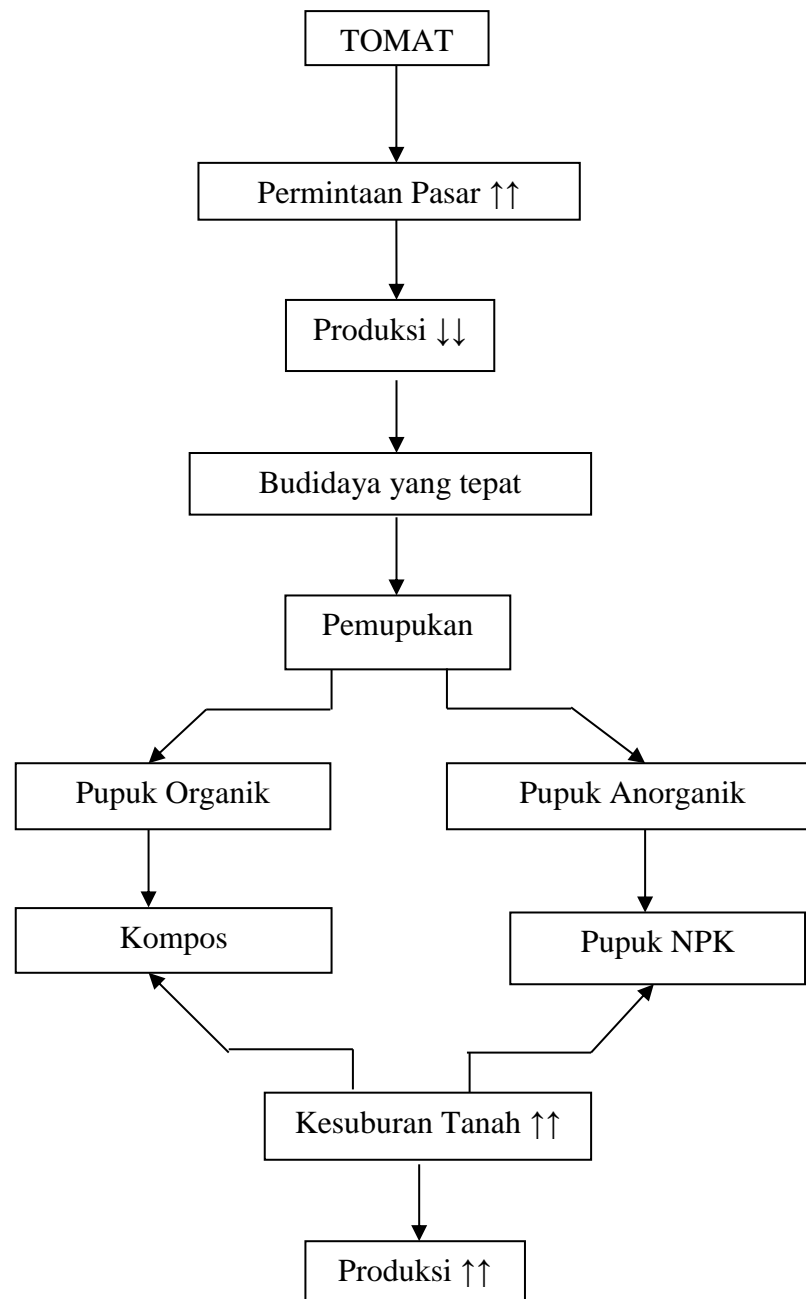 TOMAT
Permintaan Pasar ↑↑
Produksi ↓↓
Budidaya yang tepat
Pemupukan
Pupuk Organik
Pupuk Anorganik
Kompos
Pupuk NPK
Kesuburan Tanah ↑↑
Produksi ↑↑